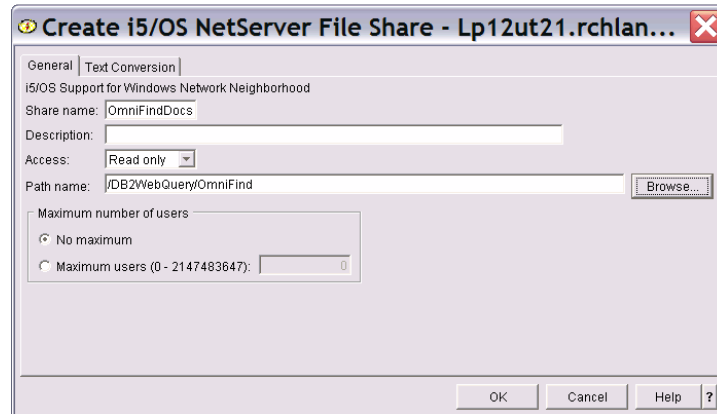 Create i5/OS NetServer File Share - Lp12ut21.rchlan...
General Text Conversion
i5/OS Support for Windows Network Neighborhood
Share name: OmniFindDocs
Description:
Access: Read only
Path name: /DB2WebQuery/OmniFind Browse...
Maximum number of users
No maximum
Maximum users (0 - 2147483647): 0
OK Cancel Help ?